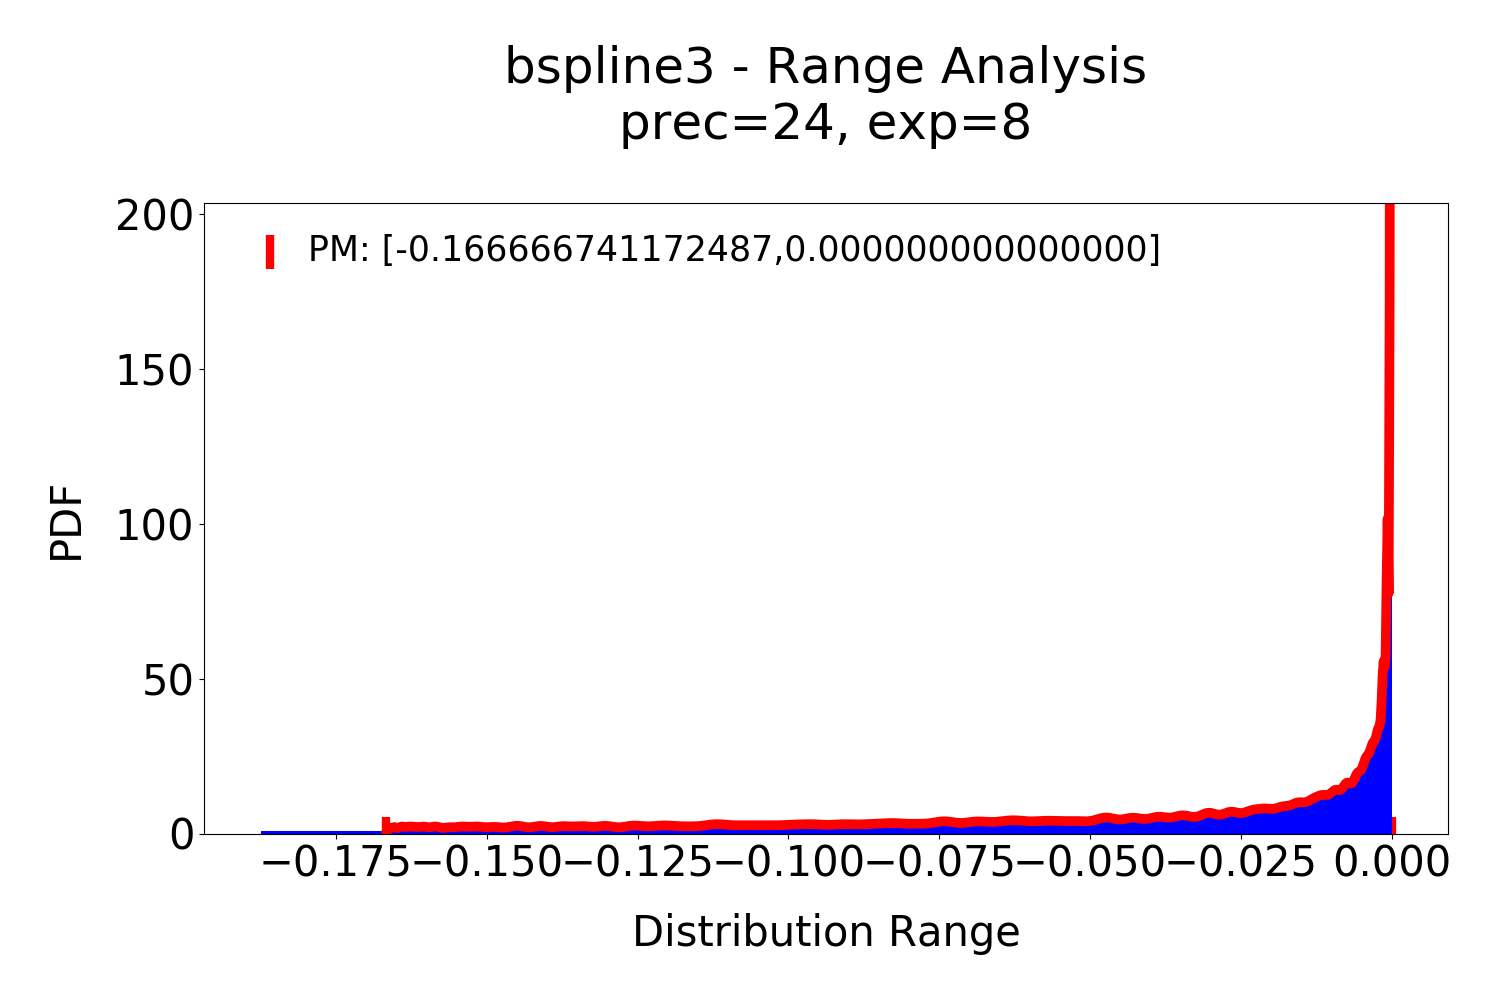 bspline3 - Range Analysis
prec=24, exp=8
PM: [-0.166666741172487,0.000000000000000]
200
150
100
50
0
PDF
−0.175 −0.150 −0.125 −0.100 −0.075 −0.050 −0.025 0.000
Distribution Range